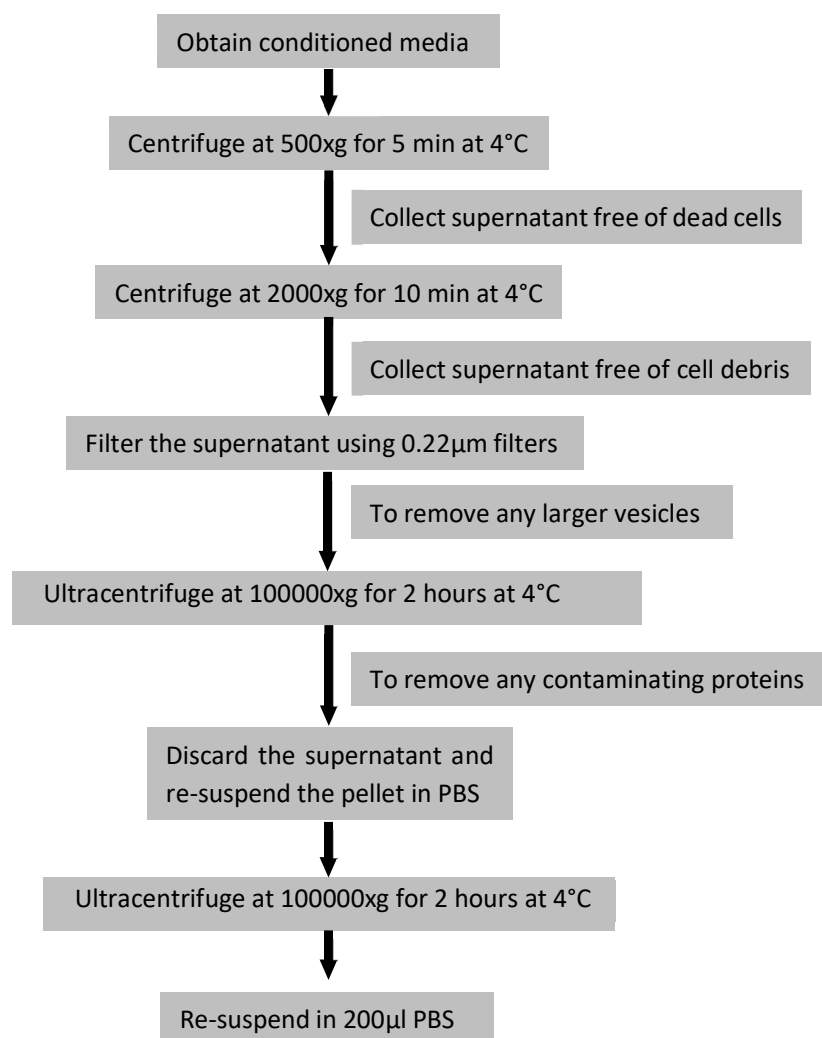 Obtain conditioned media
Centrifuge at 500xg for 5 min at 4°C
Collect supernatant free of dead cells
Centrifuge at 2000xg for 10 min at 4°C
Collect supernatant free of cell debris
Filter the supernatant using 0.22µm filters
To remove any larger vesicles
Ultracentrifuge at 100000xg for 2 hours at 4°C
To remove any contaminating proteins
Discard the supernatant and
re-suspend the pellet in PBS
Ultracentrifuge at 100000xg for 2 hours at 4°C
Re-suspend in 200µl PBS